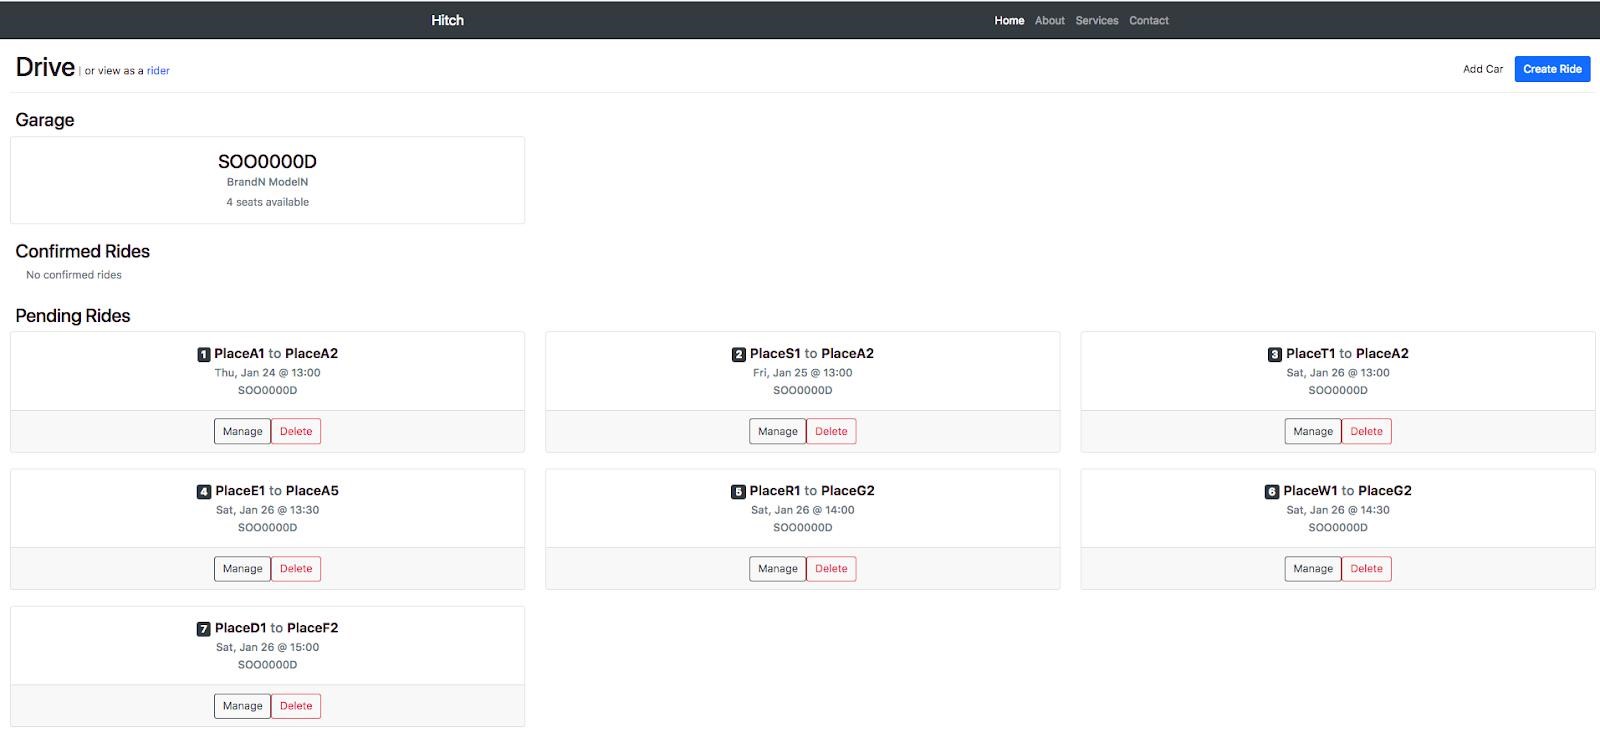 Hitch Home About Services Contact
Drive | or view as a rider Add Car Create Ride
Garage
SOO0000D
BrandN ModelN
4 seats available
Confirmed Rides
No confirmed rides
Pending Rides
1 PlaceA1 to PlaceA2
Thu, Jan 24 @ 13:00
SOO0000D
Manage Delete
2 PlaceS1 to PlaceA2
Fri, Jan 25 @ 13:00
SOO0000D
Manage Delete
3 PlaceT1 to PlaceA2
Sat, Jan 26 @ 13:00
SOO0000D
Manage Delete
4 PlaceE1 to PlaceA5
Sat, Jan 26 @ 13:30
SOO0000D
Manage Delete
5 PlaceR1 to PlaceG2
Sat, Jan 26 @ 14:00
SOO0000D
Manage Delete
6 PlaceW1 to PlaceG2
Sat, Jan 26 @ 14:30
SOO0000D
Manage Delete
7 PlaceD1 to PlaceF2
Sat, Jan 26 @ 15:00
SOO0000D
Manage Delete